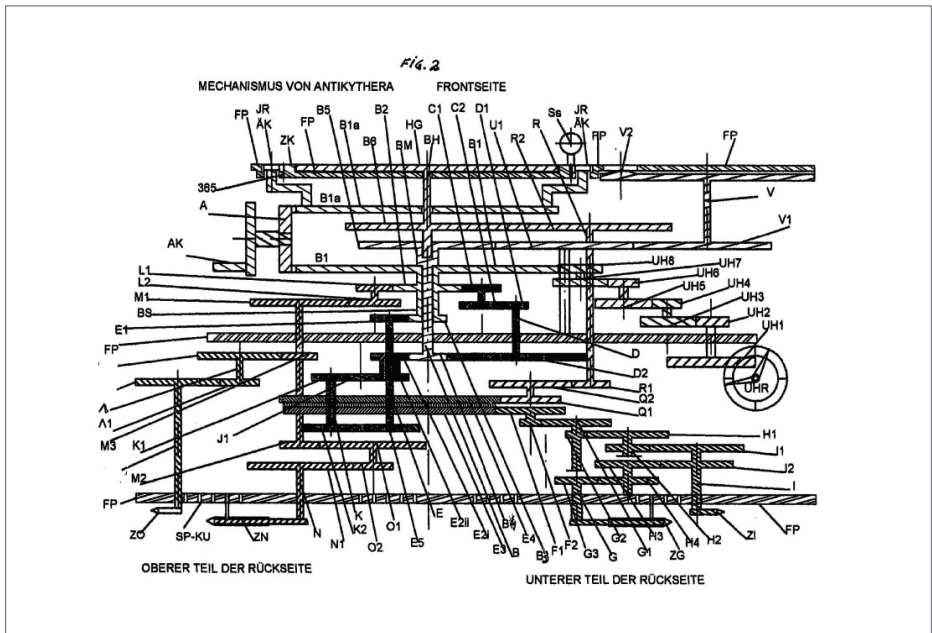 FIG. 2
MECHANISMUS VON ANTIKYTHERA FRONTSEITE
FP JR ÄK ZK FP B5 B1a B6 B2 BM HG BH C1 C2 B1 D1 U1 R2 R Ss JR ÄK FP V2 FP
365
A
B1a
V
V1
AK
B1
L1
L2
M1
BS
E1
FP
UH8
UH7
UH6
UH5
UH4
UH3
UH2
UH1
UHR
D
D2
R1
Q2
Q1
Λ
Λ1
M3
K1
J1
M2
FP
H1
I1
I2
I
ZO SP-KU ZN N N1 K K2 O2 O1 E5 E E2ii E3 E2i B B4 E4 B3 F1 F2 G3 G G2 G1 H3 ZG H4 H2 ZI FP
OBERER TEIL DER RÜCKSEITE
UNTERER TEIL DER RÜCKSEITE